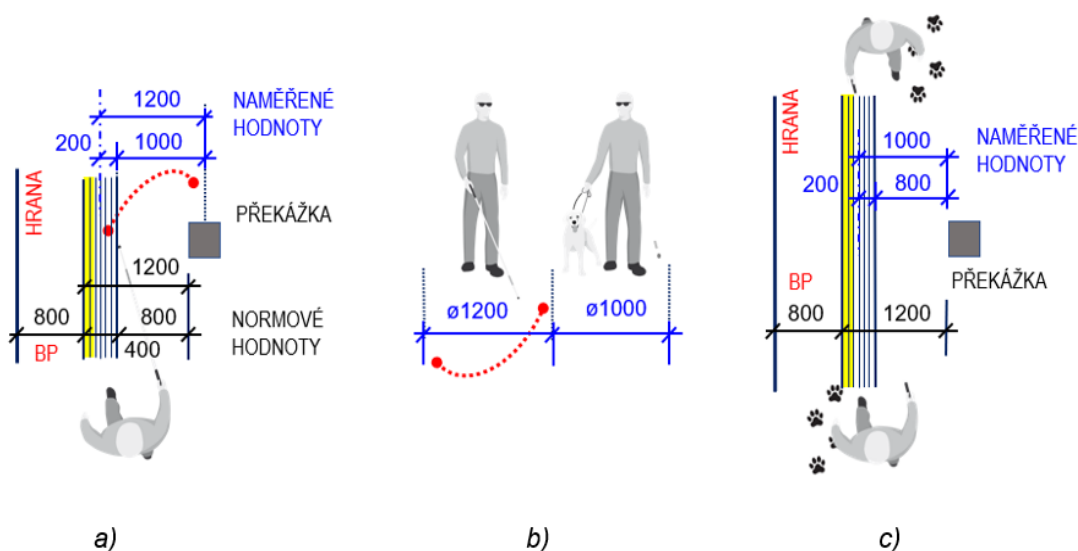 1200
NAMĚŘENÉ
HODNOTY
200
1000
HRANA
PŘEKÁŽKA
1200
800
800
NORMOVÉ
HODNOTY
BP
400
a)
ø1200
ø1000
b)
HRANA
1000
NAMĚŘENÉ
HODNOTY
200
800
BP
PŘEKÁŽKA
800
1200
c)